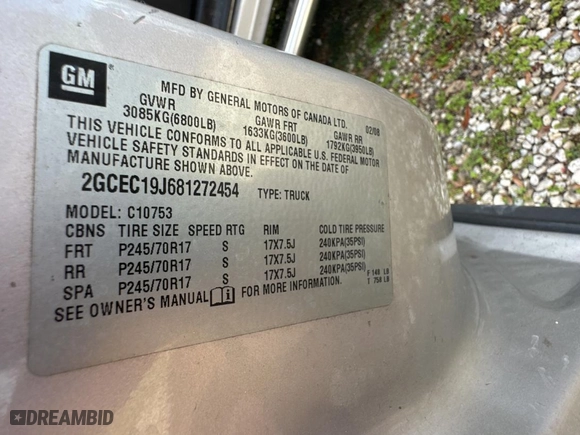 GM
MFD BY GENERAL MOTORS OF CANADA LTD.
GVWR GAWR FRT GAWR RR 02/08
3085KG(6800LB) 1633KG(3600LB) 1792KG(3950LB)
THIS VEHICLE CONFORMS TO ALL APPLICABLE U.S. FEDERAL MOTOR
VEHICLE SAFETY STANDARDS IN EFFECT ON THE DATE OF
MANUFACTURE SHOWN ABOVE.
2GCEC19J681272454 TYPE: TRUCK
MODEL: C10753
CBNS TIRE SIZE SPEED RTG RIM COLD TIRE PRESSURE
FRT P245/70R17 S 17X7.5J 240KPA(35PSI)
RR P245/70R17 S 17X7.5J 240KPA(35PSI)
SPA P245/70R17 S 17X7.5J 240KPA(35PSI)
SEE OWNER'S MANUAL i FOR MORE INFORMATION.
F 148 LB
T 758 LB
DREAMBID